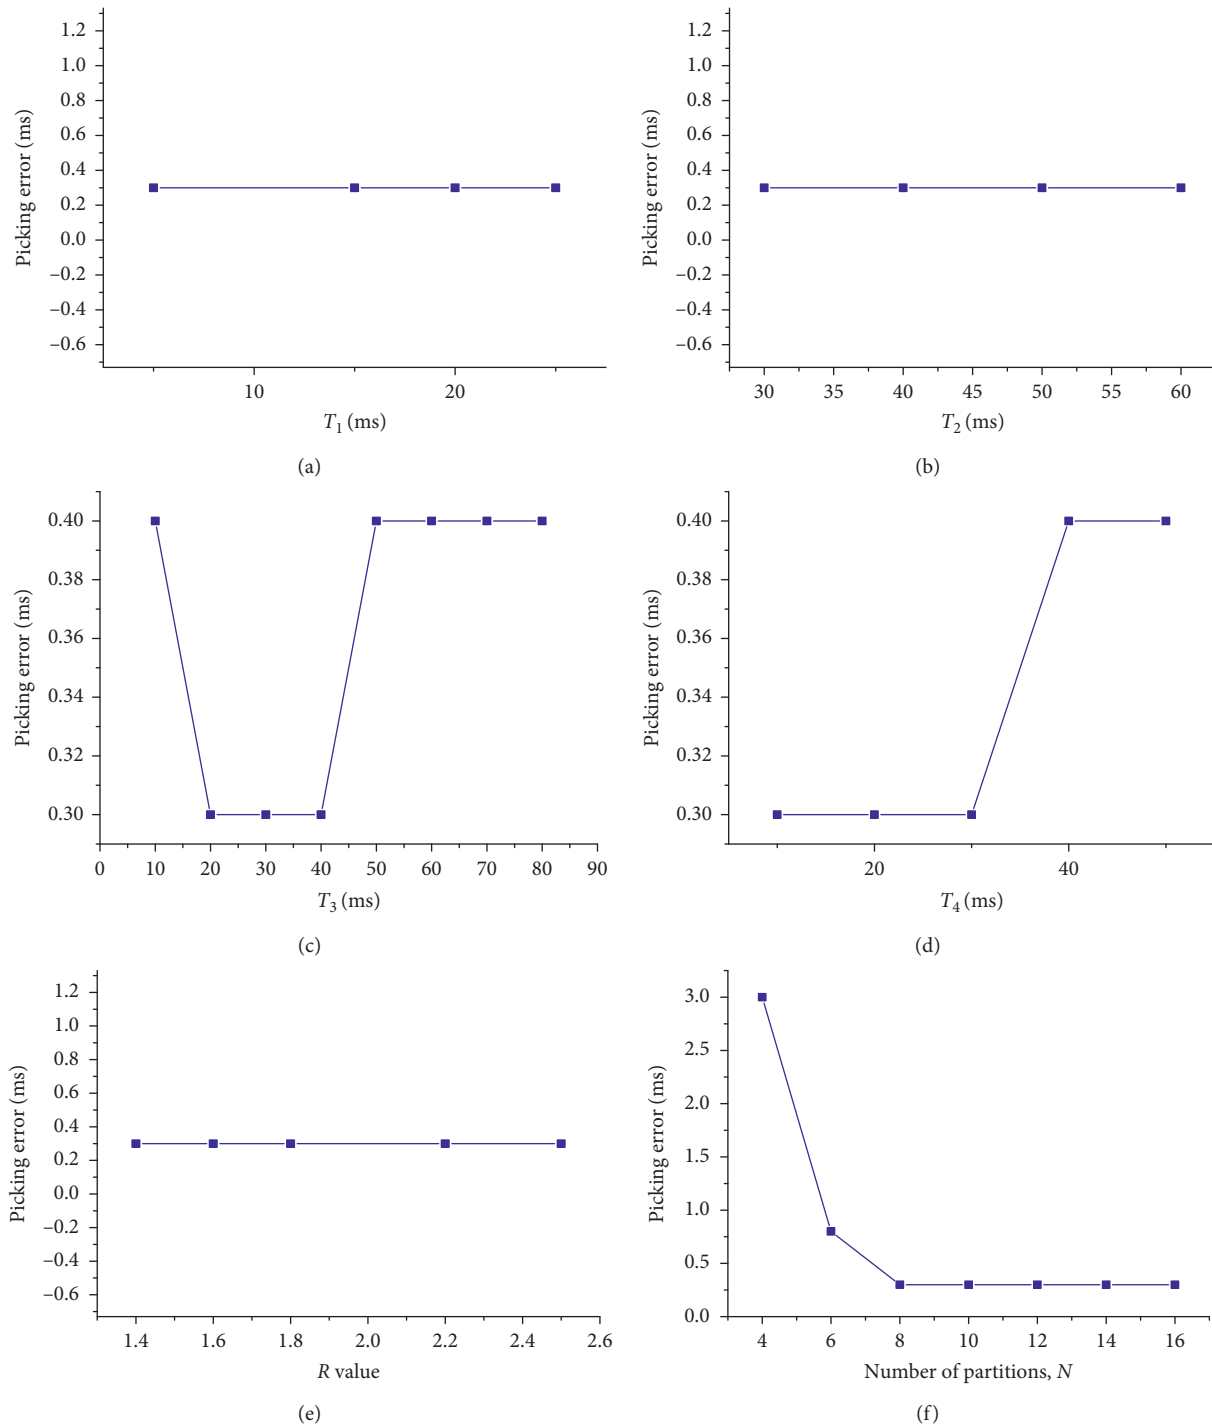 1.2
1.0
0.8
0.6
0.4
0.2
0.0
–0.2
–0.4
–0.6
Picking error (ms)
10 20
T1 (ms)
(a)
1.2
1.0
0.8
0.6
0.4
0.2
0.0
–0.2
–0.4
–0.6
Picking error (ms)
30 35 40 45 50 55 60
T2 (ms)
(b)
0.40
0.38
0.36
0.34
0.32
0.30
Picking error (ms)
0 10 20 30 40 50 60 70 80 90
T3 (ms)
(c)
0.40
0.38
0.36
0.34
0.32
0.30
Picking error (ms)
20 40
T4 (ms)
(d)
1.2
1.0
0.8
0.6
0.4
0.2
0.0
–0.2
–0.4
–0.6
Picking error (ms)
1.4 1.6 1.8 2.0 2.2 2.4 2.6
R value
(e)
3.0
2.5
2.0
1.5
1.0
0.5
0.0
Picking error (ms)
4 6 8 10 12 14 16
Number of partitions, N
(f)